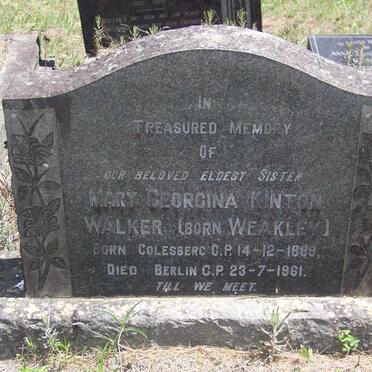 IN
TREASURED MEMORY
OF
OUR BELOVED ELDEST SISTER
MARY GEORGINA KINTON
WALKER (BORN WEAKLEY)
BORN COLESBERG C.P. 14-12-1889,
DIED BERLIN C.P. 23-7-1961.
TILL WE MEET.